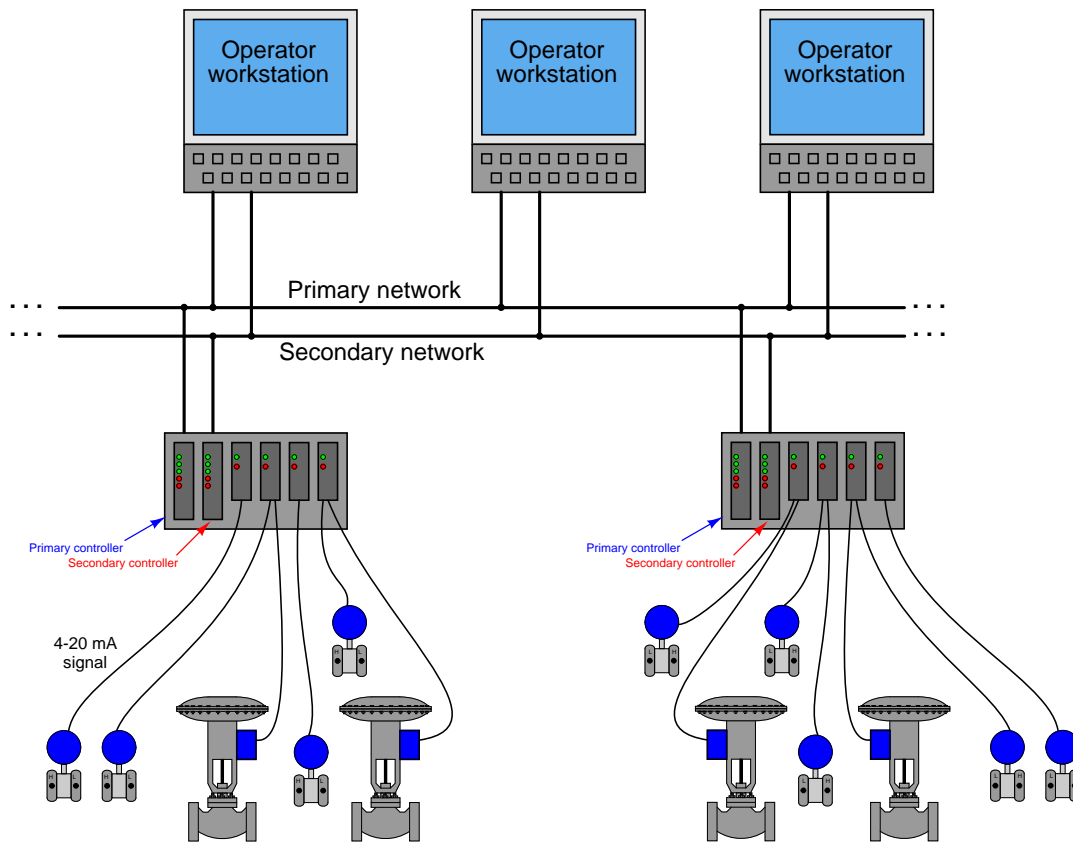 Operator
workstation
Operator
workstation
Operator
workstation
. . .
Primary network
. . .
. . .
Secondary network
. . .
Primary controller
Secondary controller
Primary controller
Secondary controller
4-20 mA
signal
H L
L H
L H
H L
H L
H L
L H
L H
L H